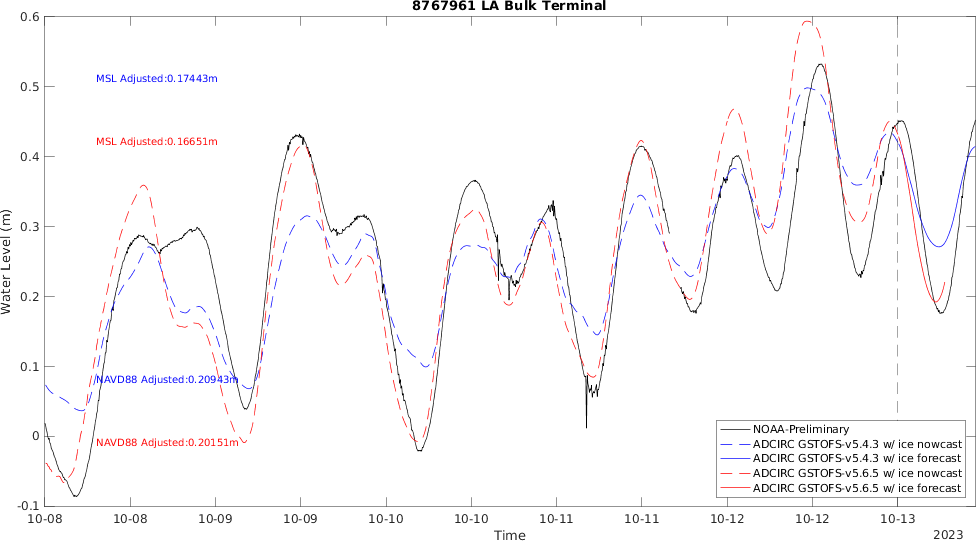 8767961 LA Bulk Terminal
0.6
0.5
0.4
0.3
0.2
0.1
0
-0.1
Water Level (m)
MSL Adjusted:0.17443m
MSL Adjusted:0.16651m
NAVD88 Adjusted:0.20943m
NAVD88 Adjusted:0.20151m
NOAA-Preliminary
ADCIRC GSTOFS-v5.4.3 w/ ice nowcast
ADCIRC GSTOFS-v5.4.3 w/ ice forecast
ADCIRC GSTOFS-v5.6.5 w/ ice nowcast
ADCIRC GSTOFS-v5.6.5 w/ ice forecast
10-08 10-08 10-09 10-09 10-10 10-10 10-11 10-11 10-12 10-12 10-13
Time
2023